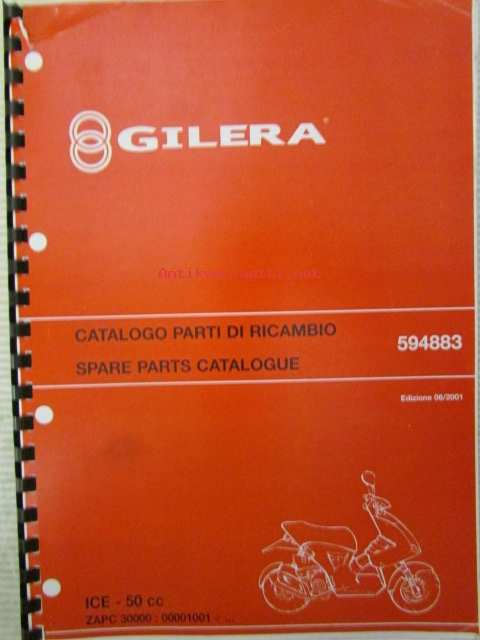 GILERA
CATALOGO PARTI DI RICAMBIO
SPARE PARTS CATALOGUE
594883
Edizione 06/2001
ICE - 50 cc
ZAPC 30000 : 00001001 ÷ ...